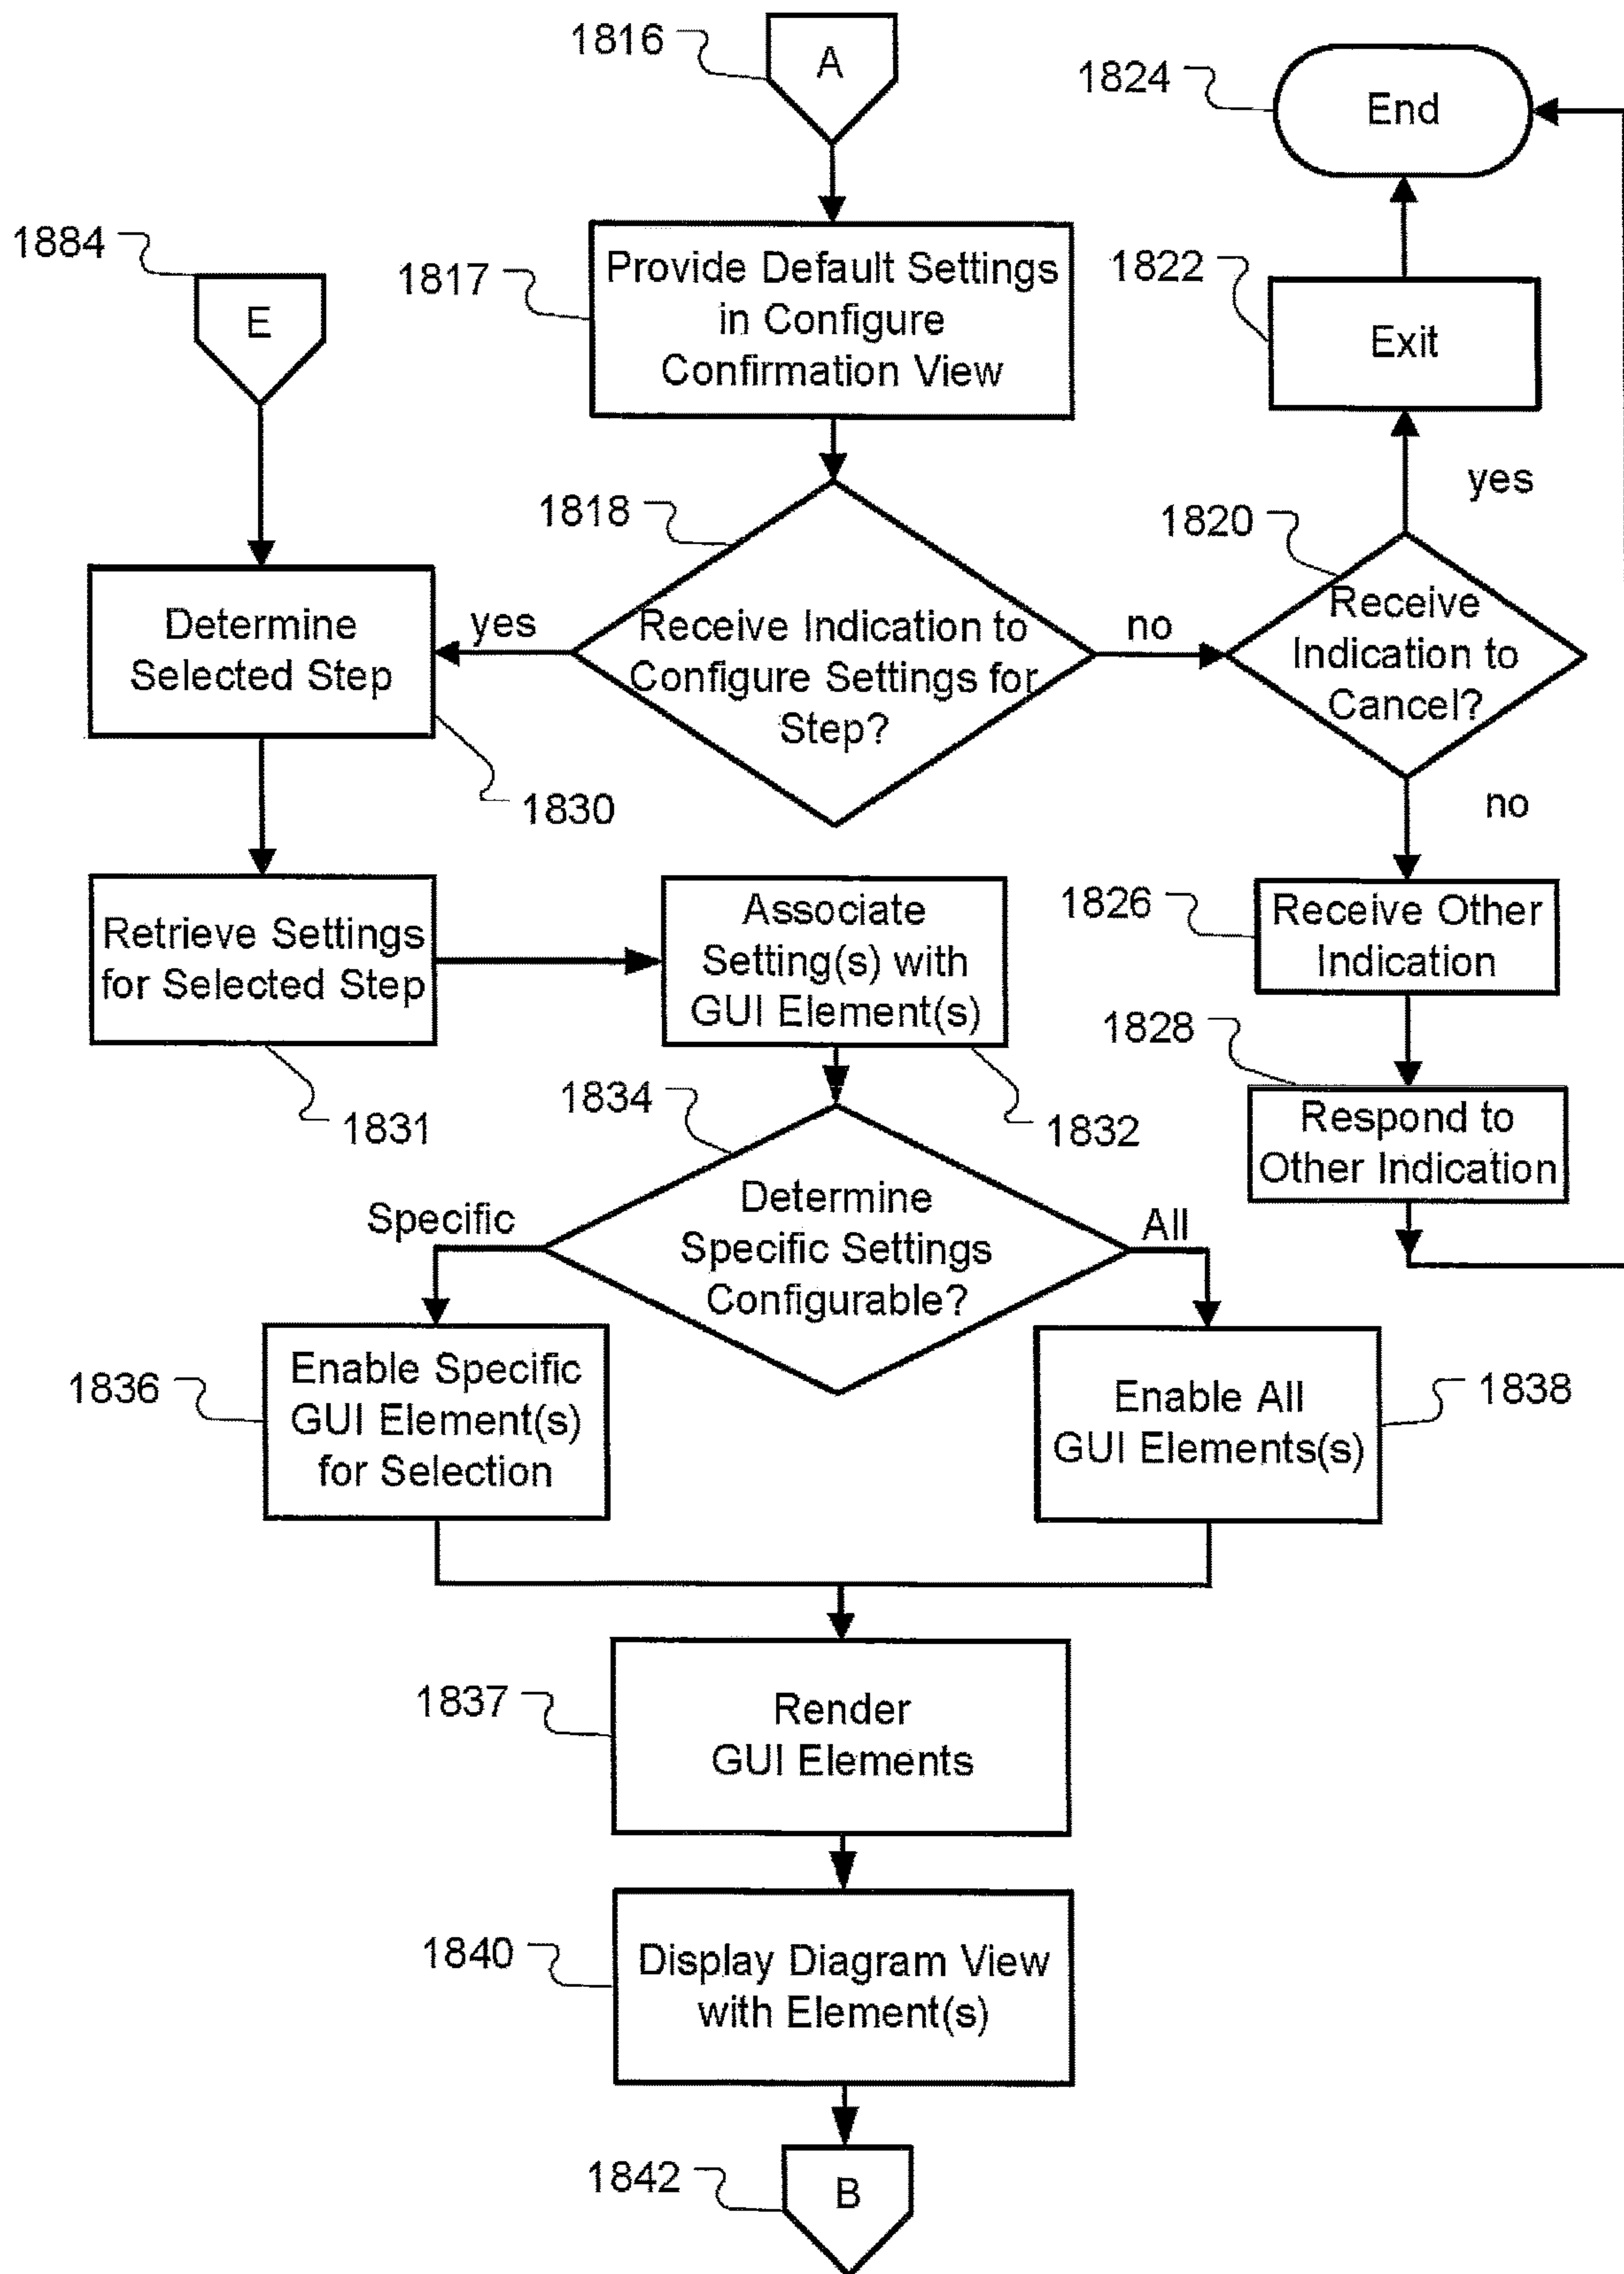 1816
A
1824
End
1884
E
1817
Provide Default Settings
in Configure
Confirmation View
1822
Exit
yes
1818
1820
Determine
Selected Step
yes
Receive Indication to
Configure Settings for
Step?
no
Receive
Indication to
Cancel?
1830
no
Retrieve Settings
for Selected Step
Associate
Setting(s) with
GUI Element(s)
1826
Receive Other
Indication
1828
1831
1834
1832
Respond to
Other Indication
Specific
Determine
Specific Settings
Configurable?
All
1836
Enable Specific
GUI Element(s)
for Selection
Enable All
GUI Elements(s)
1838
1837
Render
GUI Elements
1840
Display Diagram View
with Element(s)
1842
B